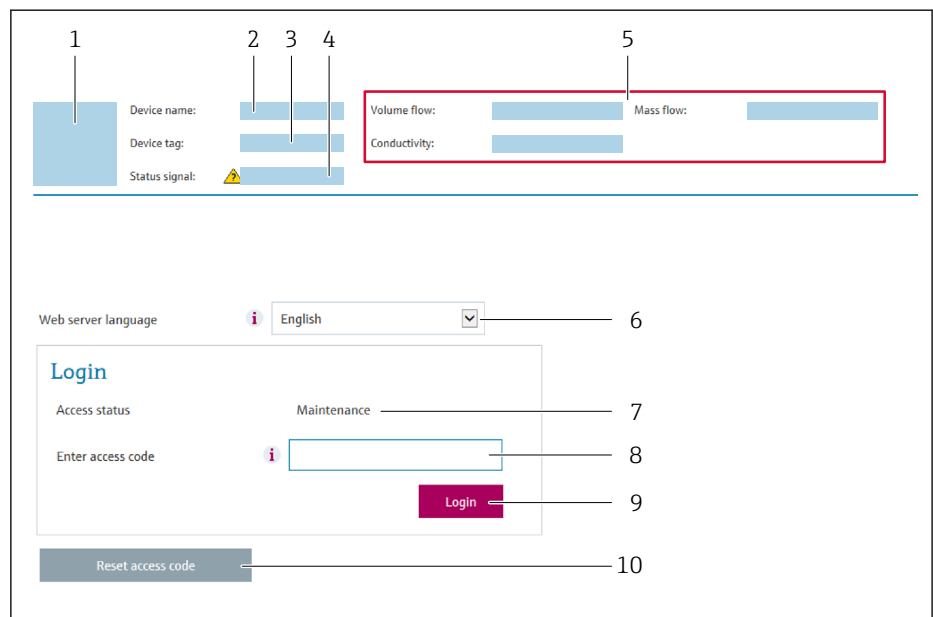 1 2 3 4 5
Device name: Volume flow: Mass flow:
Device tag: Conductivity:
Status signal: ?
Web server language i English 6
Login
Access status Maintenance 7
Enter access code i 8
Login 9
Reset access code 10